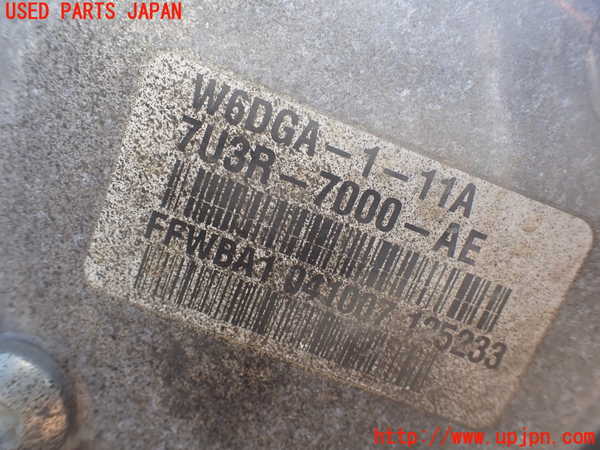 USED PARTS JAPAN
W6DGA-1-11A
7U3R-7000-AE
FFWBA1 041007 125233
http://www.upjpn.com/